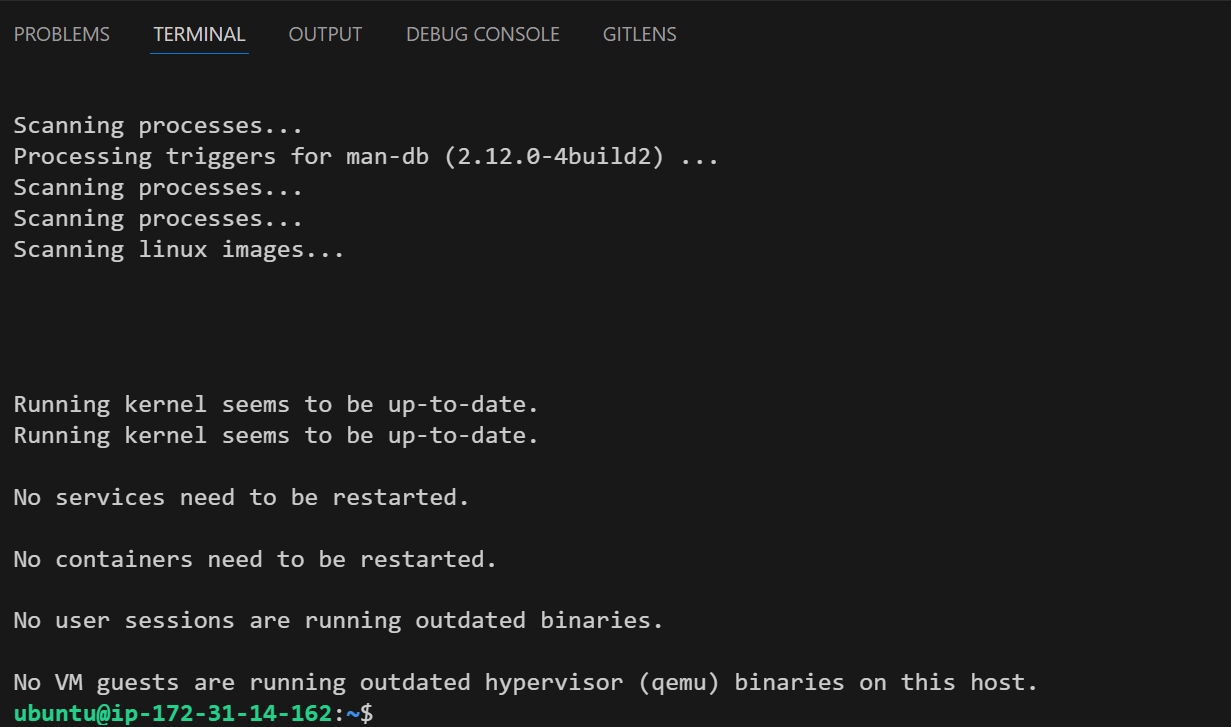 PROBLEMS TERMINAL OUTPUT DEBUG CONSOLE GITLENS
Scanning processes...
Processing triggers for man-db (2.12.0-4build2) ...
Scanning processes...
Scanning processes...
Scanning linux images...
Running kernel seems to be up-to-date.
Running kernel seems to be up-to-date.
No services need to be restarted.
No containers need to be restarted.
No user sessions are running outdated binaries.
No VM guests are running outdated hypervisor (qemu) binaries on this host.
ubuntu@ip-172-31-14-162:~$